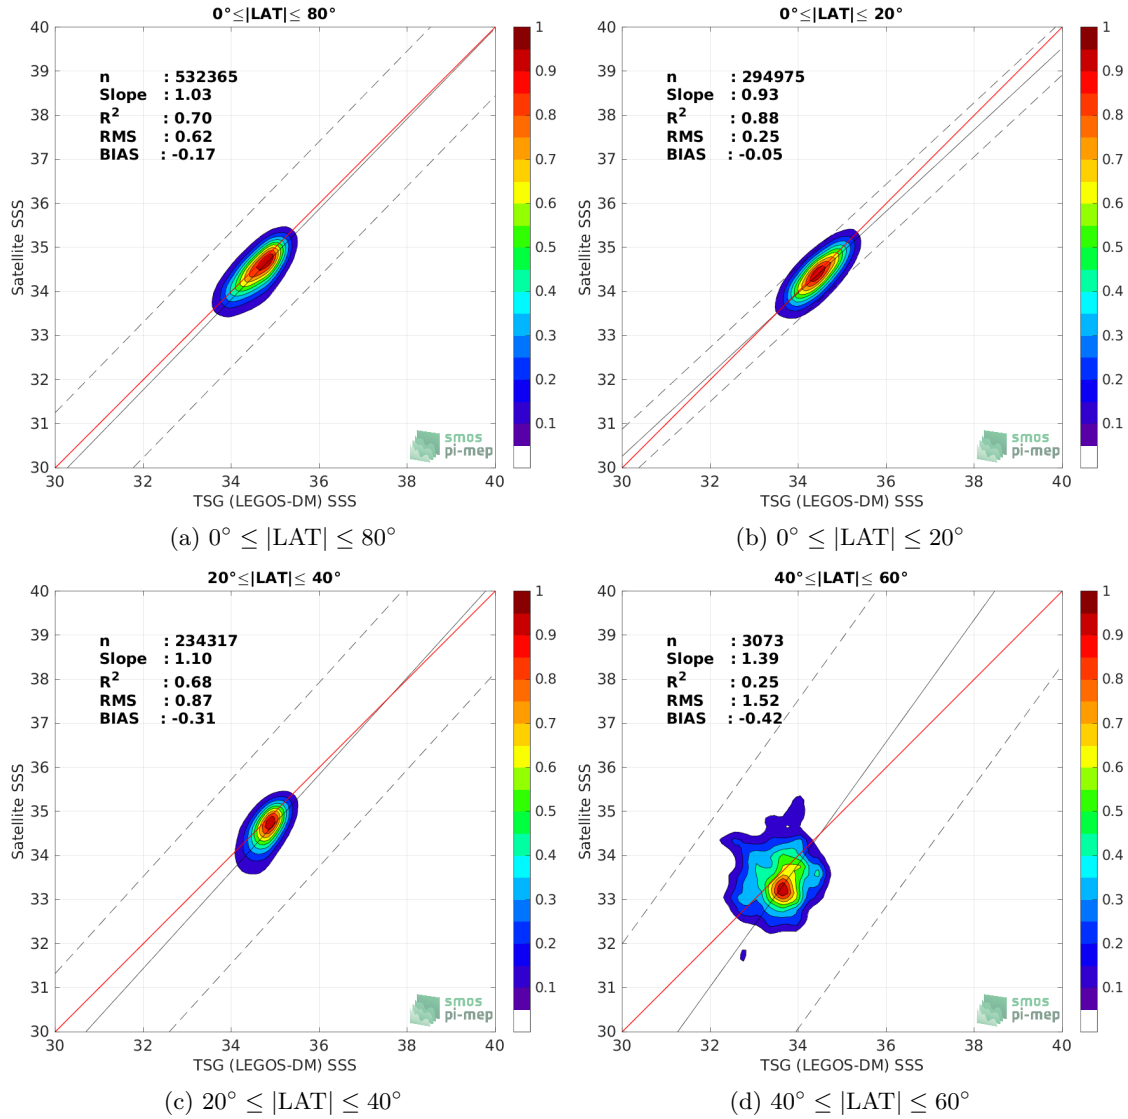 0°≤|LAT|≤ 80°
40
39
38
37
36
35
34
33
32
31
30
Satellite SSS
n : 532365
Slope : 1.03
R² : 0.70
RMS : 0.62
BIAS : -0.17
smos
pi-mep
30 32 34 36 38 40
TSG (LEGOS-DM) SSS
1
0.9
0.8
0.7
0.6
0.5
0.4
0.3
0.2
0.1
(a) 0° ≤ |LAT| ≤ 80°
0°≤|LAT|≤ 20°
40
39
38
37
36
35
34
33
32
31
30
Satellite SSS
n : 294975
Slope : 0.93
R² : 0.88
RMS : 0.25
BIAS : -0.05
smos
pi-mep
30 32 34 36 38 40
TSG (LEGOS-DM) SSS
1
0.9
0.8
0.7
0.6
0.5
0.4
0.3
0.2
0.1
(b) 0° ≤ |LAT| ≤ 20°
20°≤|LAT|≤ 40°
40
39
38
37
36
35
34
33
32
31
30
Satellite SSS
n : 234317
Slope : 1.10
R² : 0.68
RMS : 0.87
BIAS : -0.31
smos
pi-mep
30 32 34 36 38 40
TSG (LEGOS-DM) SSS
1
0.9
0.8
0.7
0.6
0.5
0.4
0.3
0.2
0.1
(c) 20° ≤ |LAT| ≤ 40°
40°≤|LAT|≤ 60°
40
39
38
37
36
35
34
33
32
31
30
Satellite SSS
n : 3073
Slope : 1.39
R² : 0.25
RMS : 1.52
BIAS : -0.42
smos
pi-mep
30 32 34 36 38 40
TSG (LEGOS-DM) SSS
1
0.9
0.8
0.7
0.6
0.5
0.4
0.3
0.2
0.1
(d) 40° ≤ |LAT| ≤ 60°